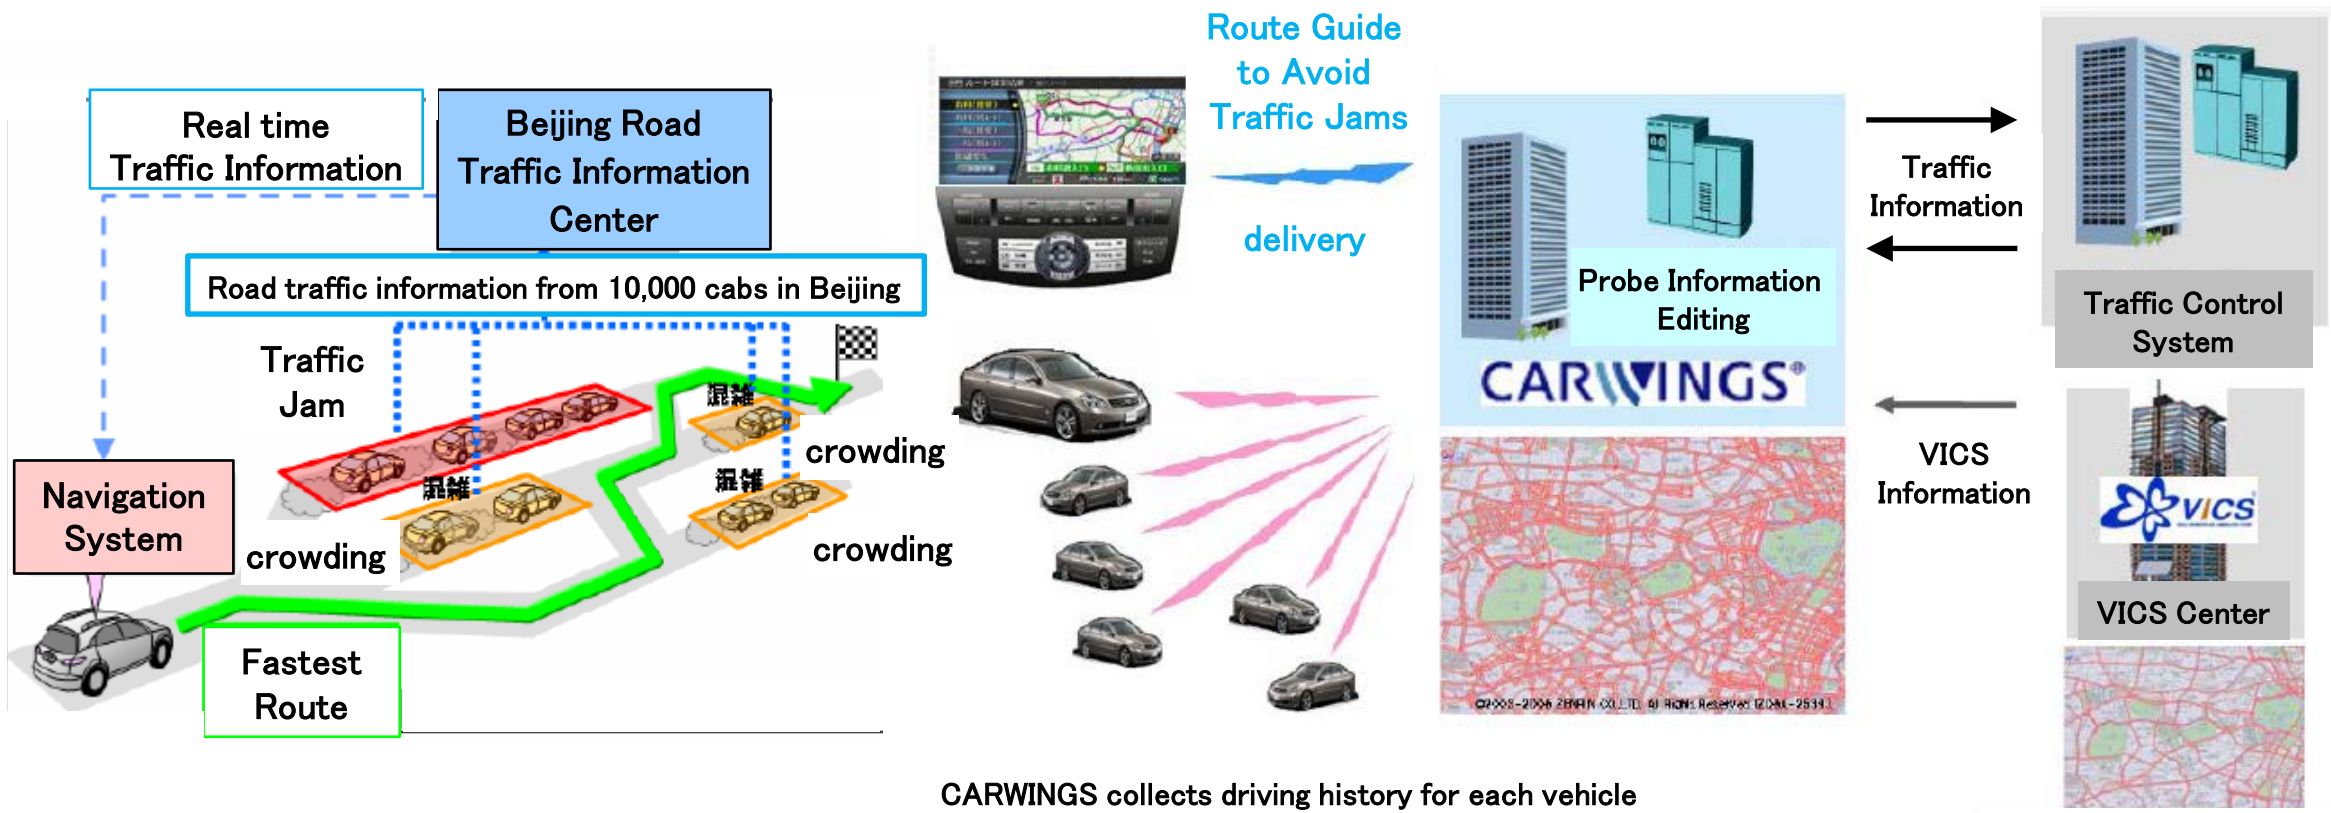 Real time
Traffic Information
Beijing Road
Traffic Information
Center
Road traffic information from 10,000 cabs in Beijing
Traffic
Jam
混雑
crowding
混雑
crowding
混雑
crowding
Navigation
System
Fastest
Route
Route Guide
to Avoid
Traffic Jams
delivery
Probe Information
Editing
CARWINGS®
Traffic
Information
Traffic Control
System
VICS
Information
VICS
VICS Center
CARWINGS collects driving history for each vehicle